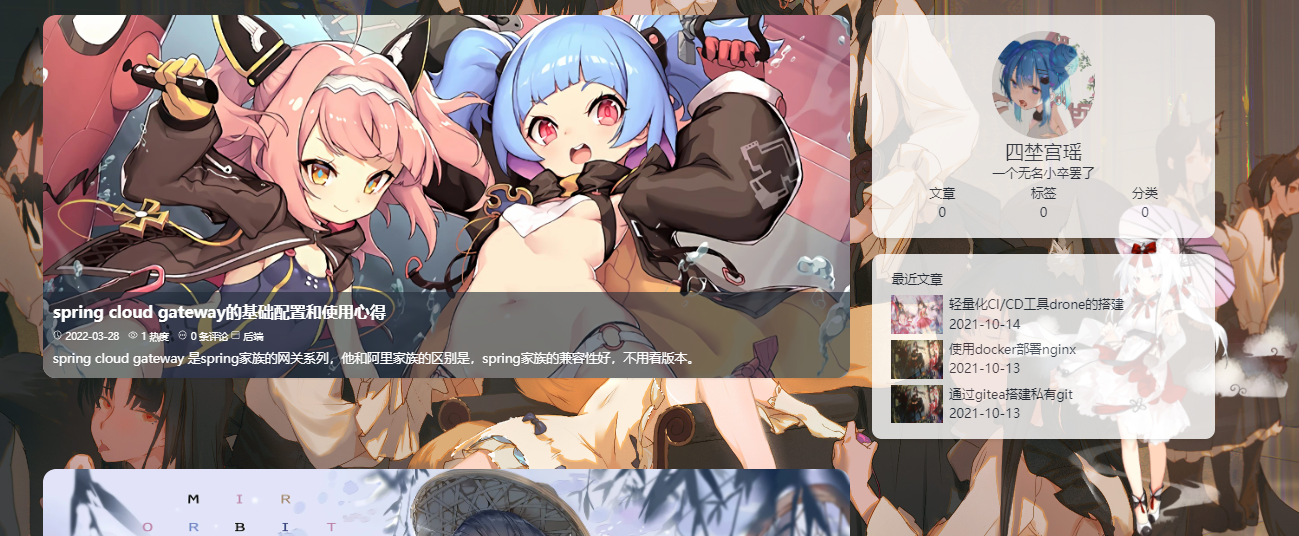 spring cloud gateway的基础配置和使用心得
2022-03-28 1 热度 0 条评论 后端
spring cloud gateway 是spring家族的网关系列，他和阿里家族的区别是，spring家族的兼容性好，不用看版本。
M I R
O R B I T
四埜宫瑶
一个无名小卒罢了
文章 标签 分类
0 0 0
最近文章
轻量化CI/CD工具drone的搭建
2021-10-14
使用docker部署nginx
2021-10-13
通过gitea搭建私有git
2021-10-13